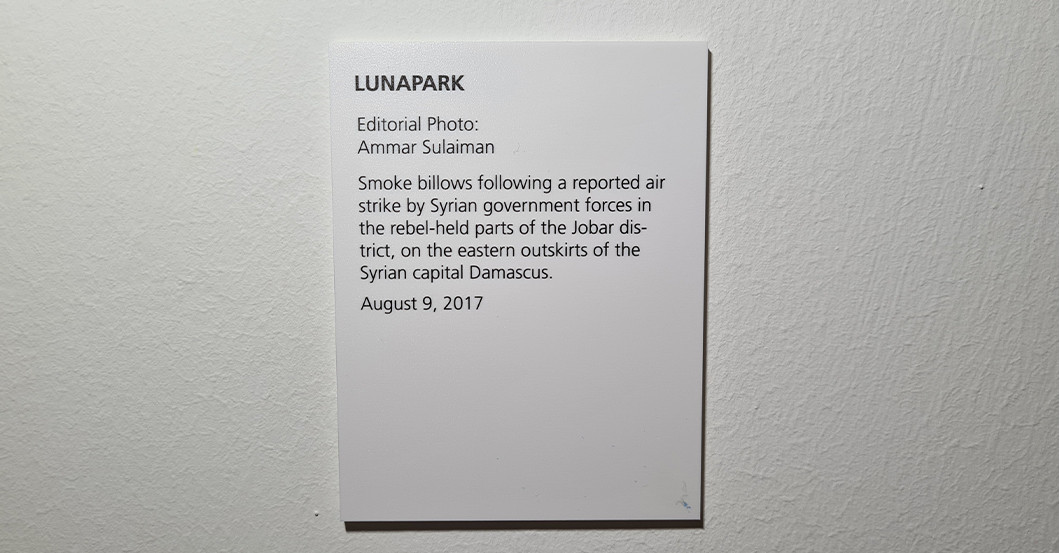 LUNAPARK
Editorial Photo:
Ammar Sulaiman
Smoke billows following a reported air
strike by Syrian government forces in
the rebel-held parts of the Jobar dis-
trict, on the eastern outskirts of the
Syrian capital Damascus.
August 9, 2017